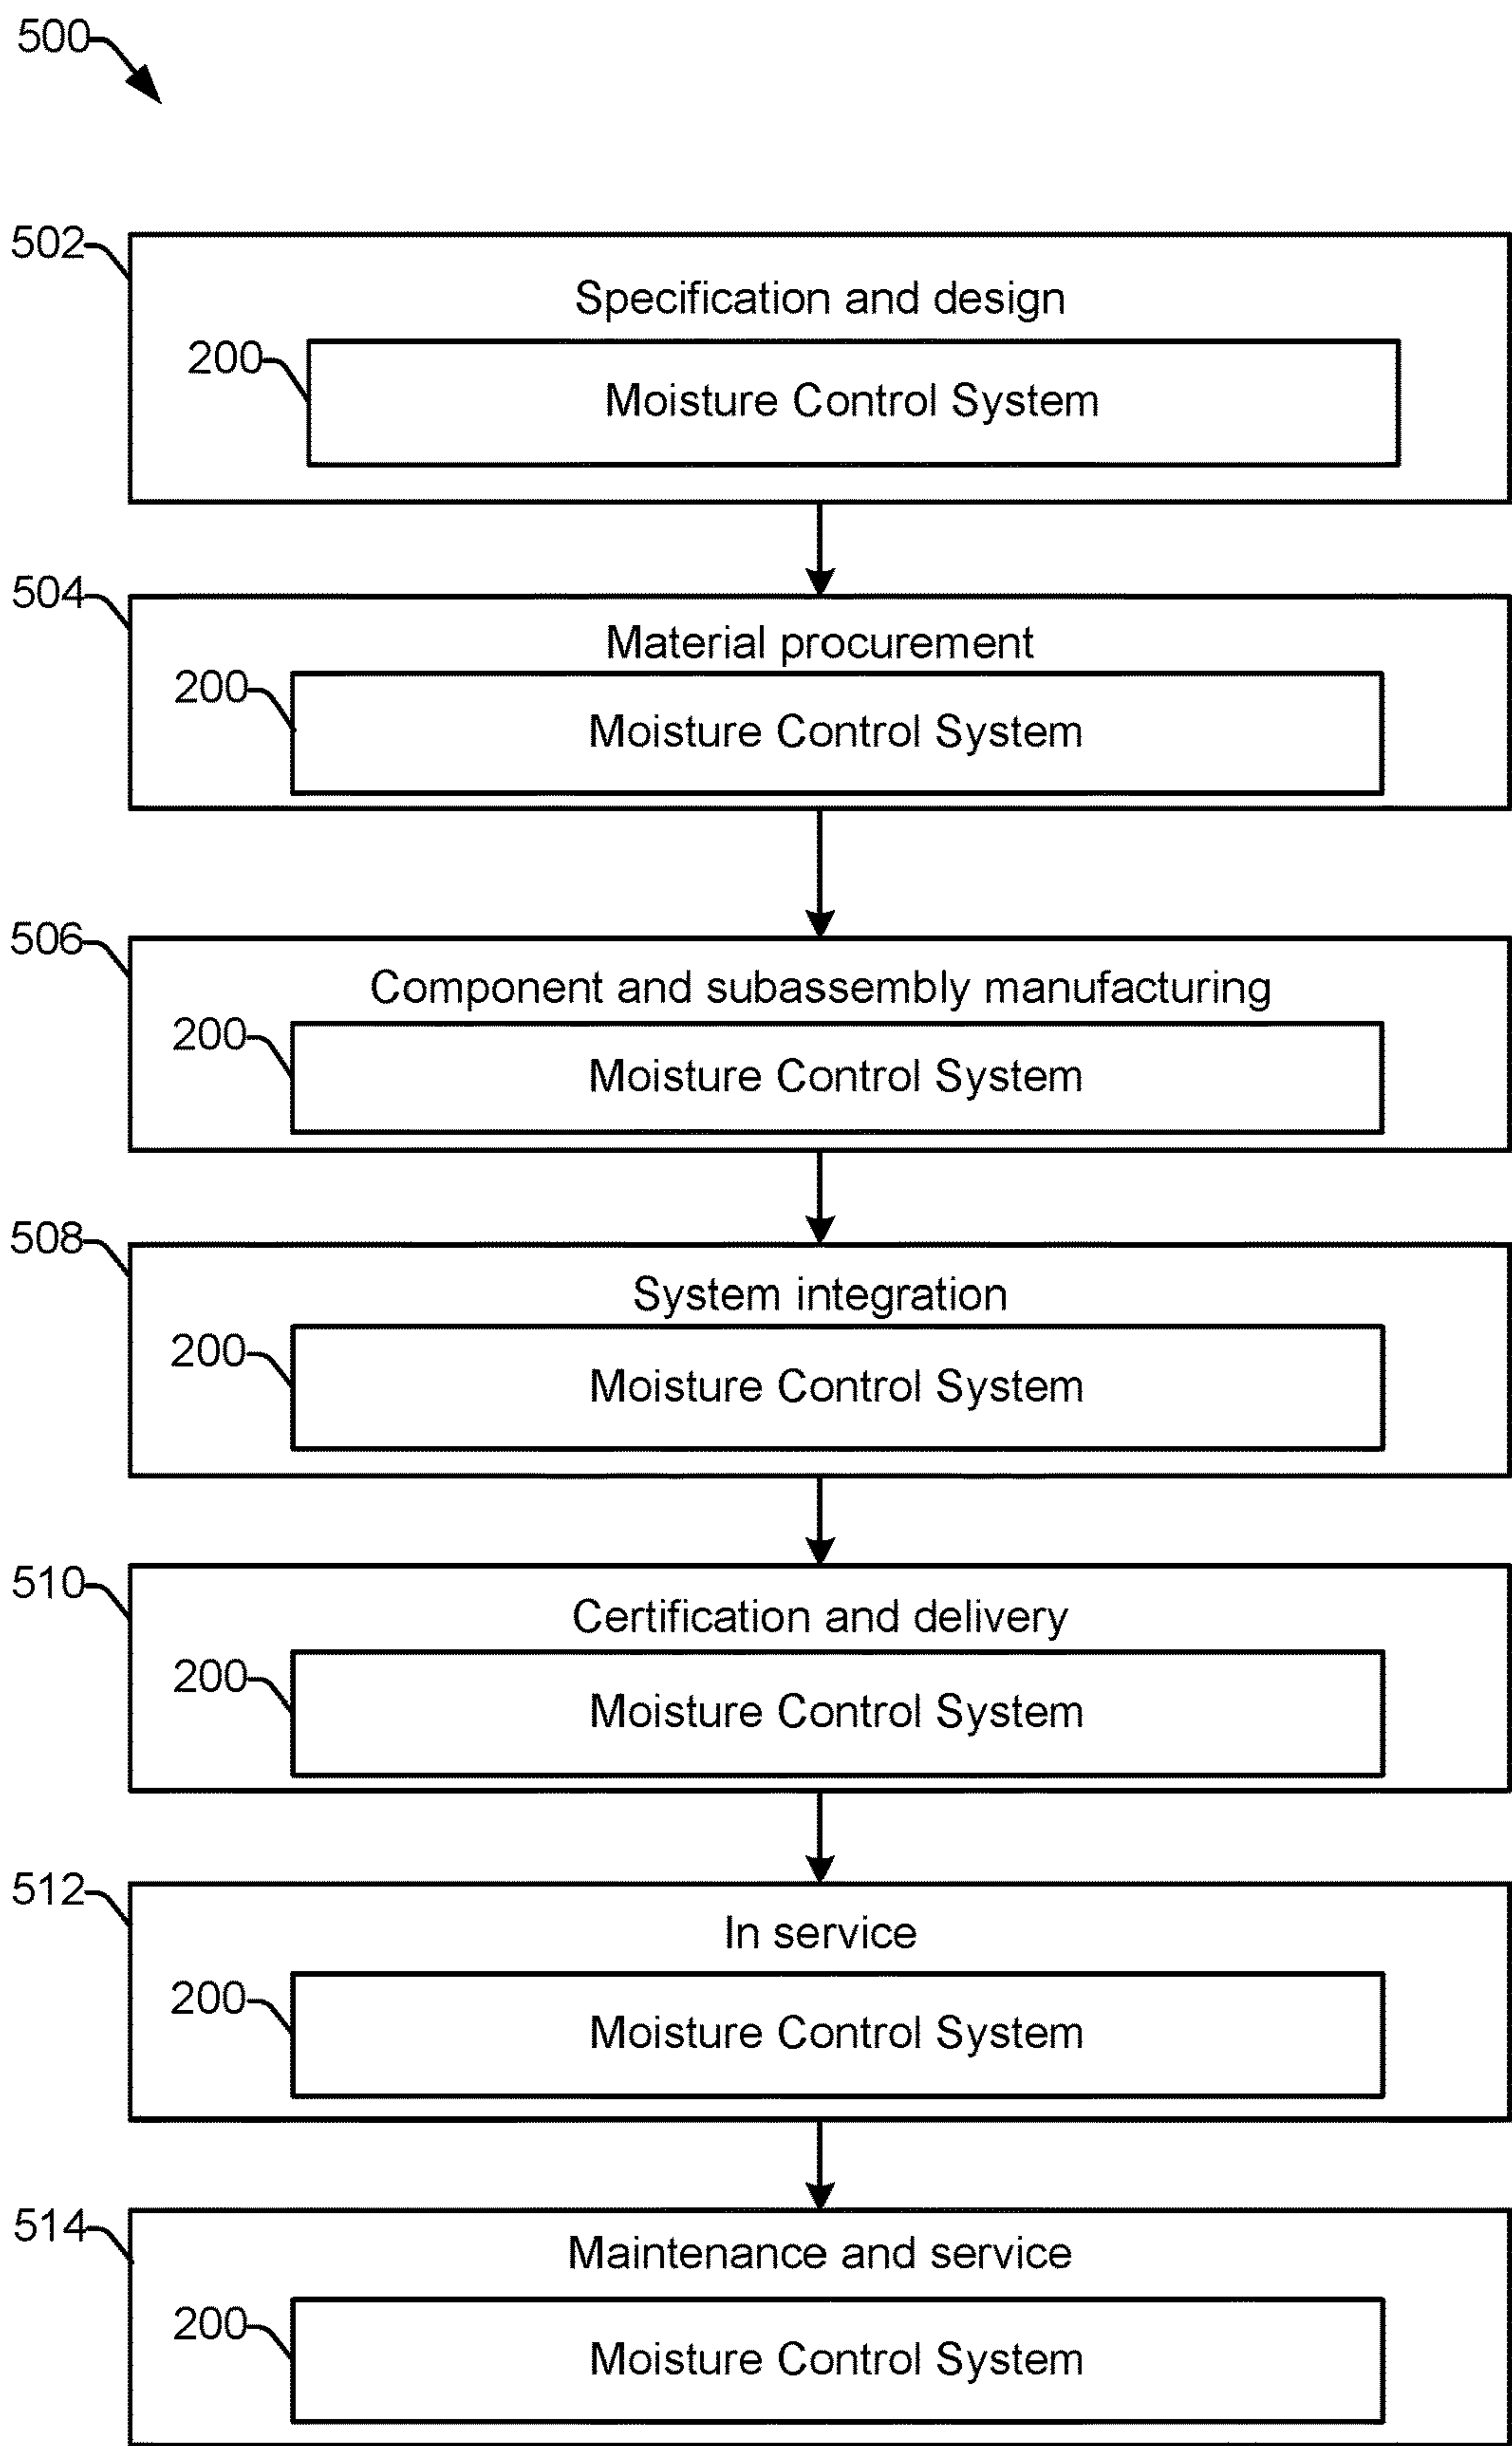 500
502
Specification and design
200
Moisture Control System
504
Material procurement
200
Moisture Control System
506
Component and subassembly manufacturing
200
Moisture Control System
508
System integration
200
Moisture Control System
510
Certification and delivery
200
Moisture Control System
512
In service
200
Moisture Control System
514
Maintenance and service
200
Moisture Control System